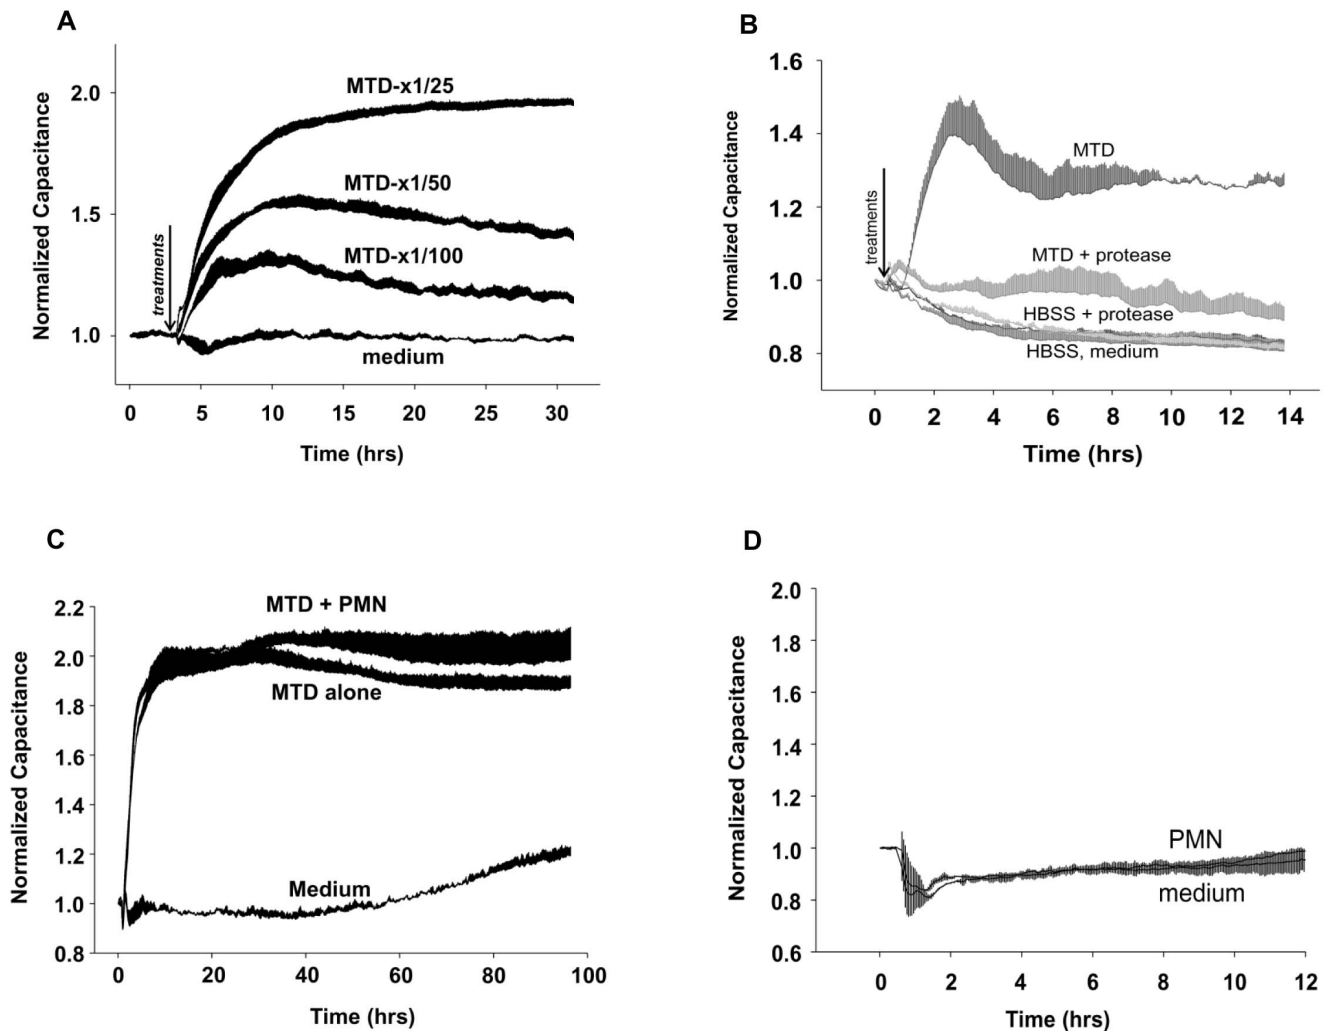 A
Normalized Capacitance
2.0
1.5
1.0
MTD-x1/25
MTD-x1/50
MTD-x1/100
treatments
medium
0 5 10 15 20 25 30
Time (hrs)
B
Normalized Capacitance
1.6
1.4
1.2
1.0
0.8
MTD
treatments
MTD + protease
HBSS + protease
HBSS, medium
0 2 4 6 8 10 12 14
Time (hrs)
C
Normalized Capacitance
2.2
2.0
1.8
1.6
1.4
1.2
1.0
0.8
MTD + PMN
MTD alone
Medium
0 20 40 60 80 100
Time (hrs)
D
Normalized Capacitance
2.0
1.8
1.6
1.4
1.2
1.0
0.8
0.6
PMN
medium
0 2 4 6 8 10 12
Time (hrs)